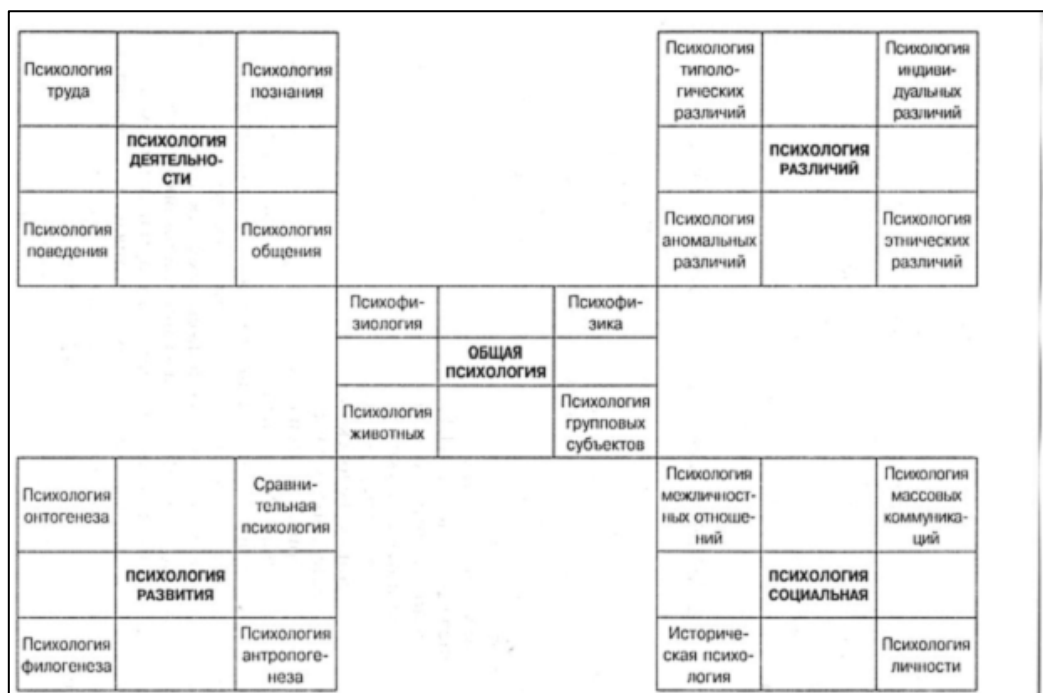 Психология
труда
Психология
познания
ПСИХОЛОГИЯ
ДЕЯТЕЛЬНО-
СТИ
Психология
поведения
Психология
общения
Психология
типоло-
гических
различий
Психология
индиви-
дуальных
различий
ПСИХОЛОГИЯ
РАЗЛИЧИЙ
Психология
аномальных
различий
Психология
этнических
различий
Психофи-
зиология
Психофи-
зика
ОБЩАЯ
ПСИХОЛОГИЯ
Психология
животных
Психология
групповых
субъектов
Психология
онтогенеза
Сравни-
тельная
психология
ПСИХОЛОГИЯ
РАЗВИТИЯ
Психология
филогенеза
Психология
антропоге-
неза
Психология
межличност-
ных отноше-
ний
Психология
массовых
коммуника-
ций
ПСИХОЛОГИЯ
СОЦИАЛЬНАЯ
Историче-
ская психо-
логия
Психология
личности